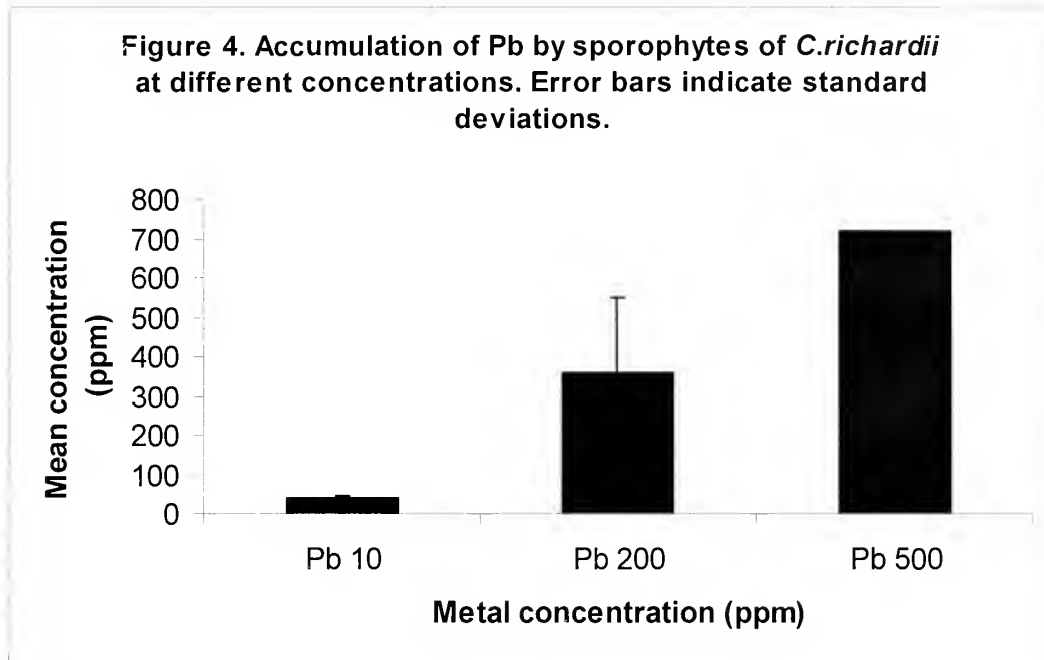 Figure 4. Accumulation of Pb by sporophytes of C.richardii
at different concentrations. Error bars indicate standard
deviations.
Mean concentration
(ppm)
800
700
600
500
400
300
200
100
0
Pb 10
Pb 200
Pb 500
Metal concentration (ppm)